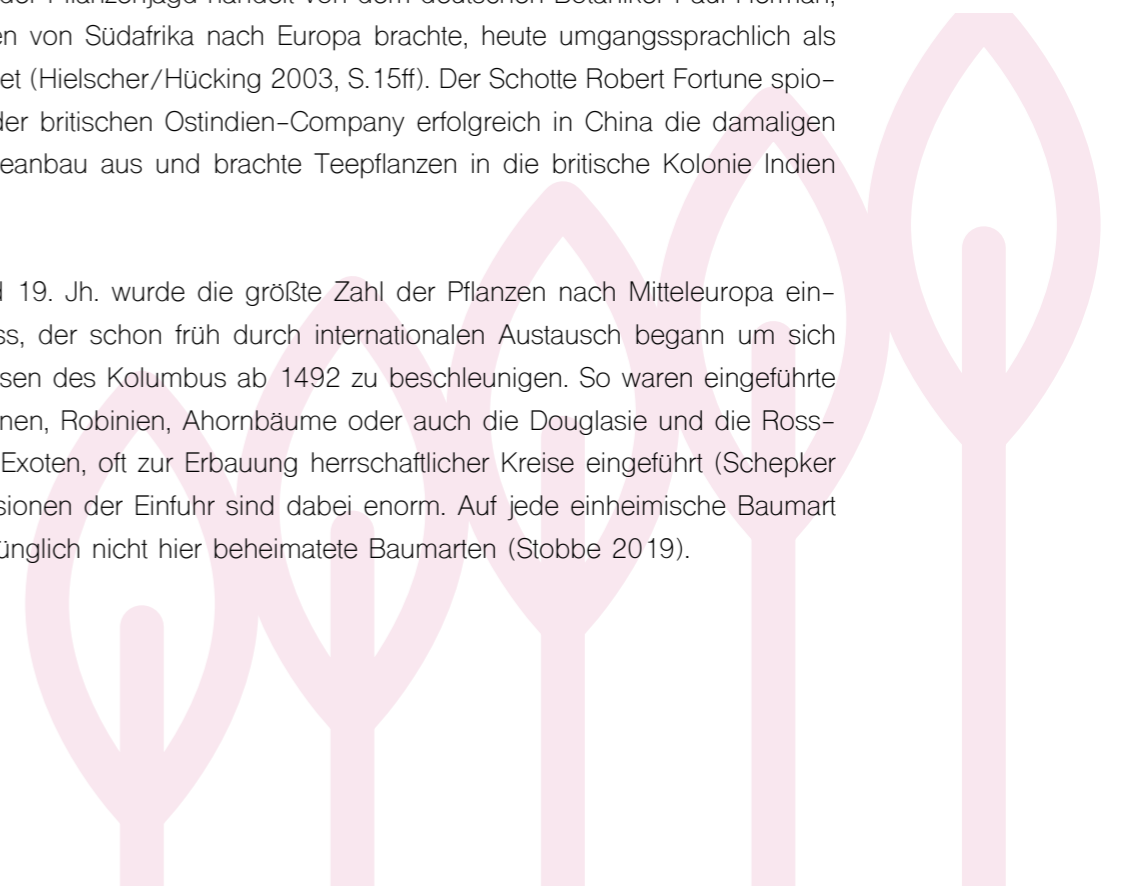 der Pflanzenjagd handelt von dem deutschen Botaniker Paul Herman,
en von Südafrika nach Europa brachte, heute umgangssprachlich als
et (Hielscher/Hücking 2003, S.15ff). Der Schotte Robert Fortune spio-
der britischen Ostindien-Company erfolgreich in China die damaligen
eanbau aus und brachte Teepflanzen in die britische Kolonie Indien
19. Jh. wurde die größte Zahl der Pflanzen nach Mitteleuropa ein-
ss, der schon früh durch internationalen Austausch begann um sich
sen des Kolumbus ab 1492 zu beschleunigen. So waren eingeführte
nen, Robinien, Ahornbäume oder auch die Douglasie und die Ross-
Exoten, oft zur Erbauung herrschaftlicher Kreise eingeführt (Schepker
sionen der Einfuhr sind dabei enorm. Auf jede einheimische Baumart
ünglich nicht hier beheimatete Baumarten (Stobbe 2019).